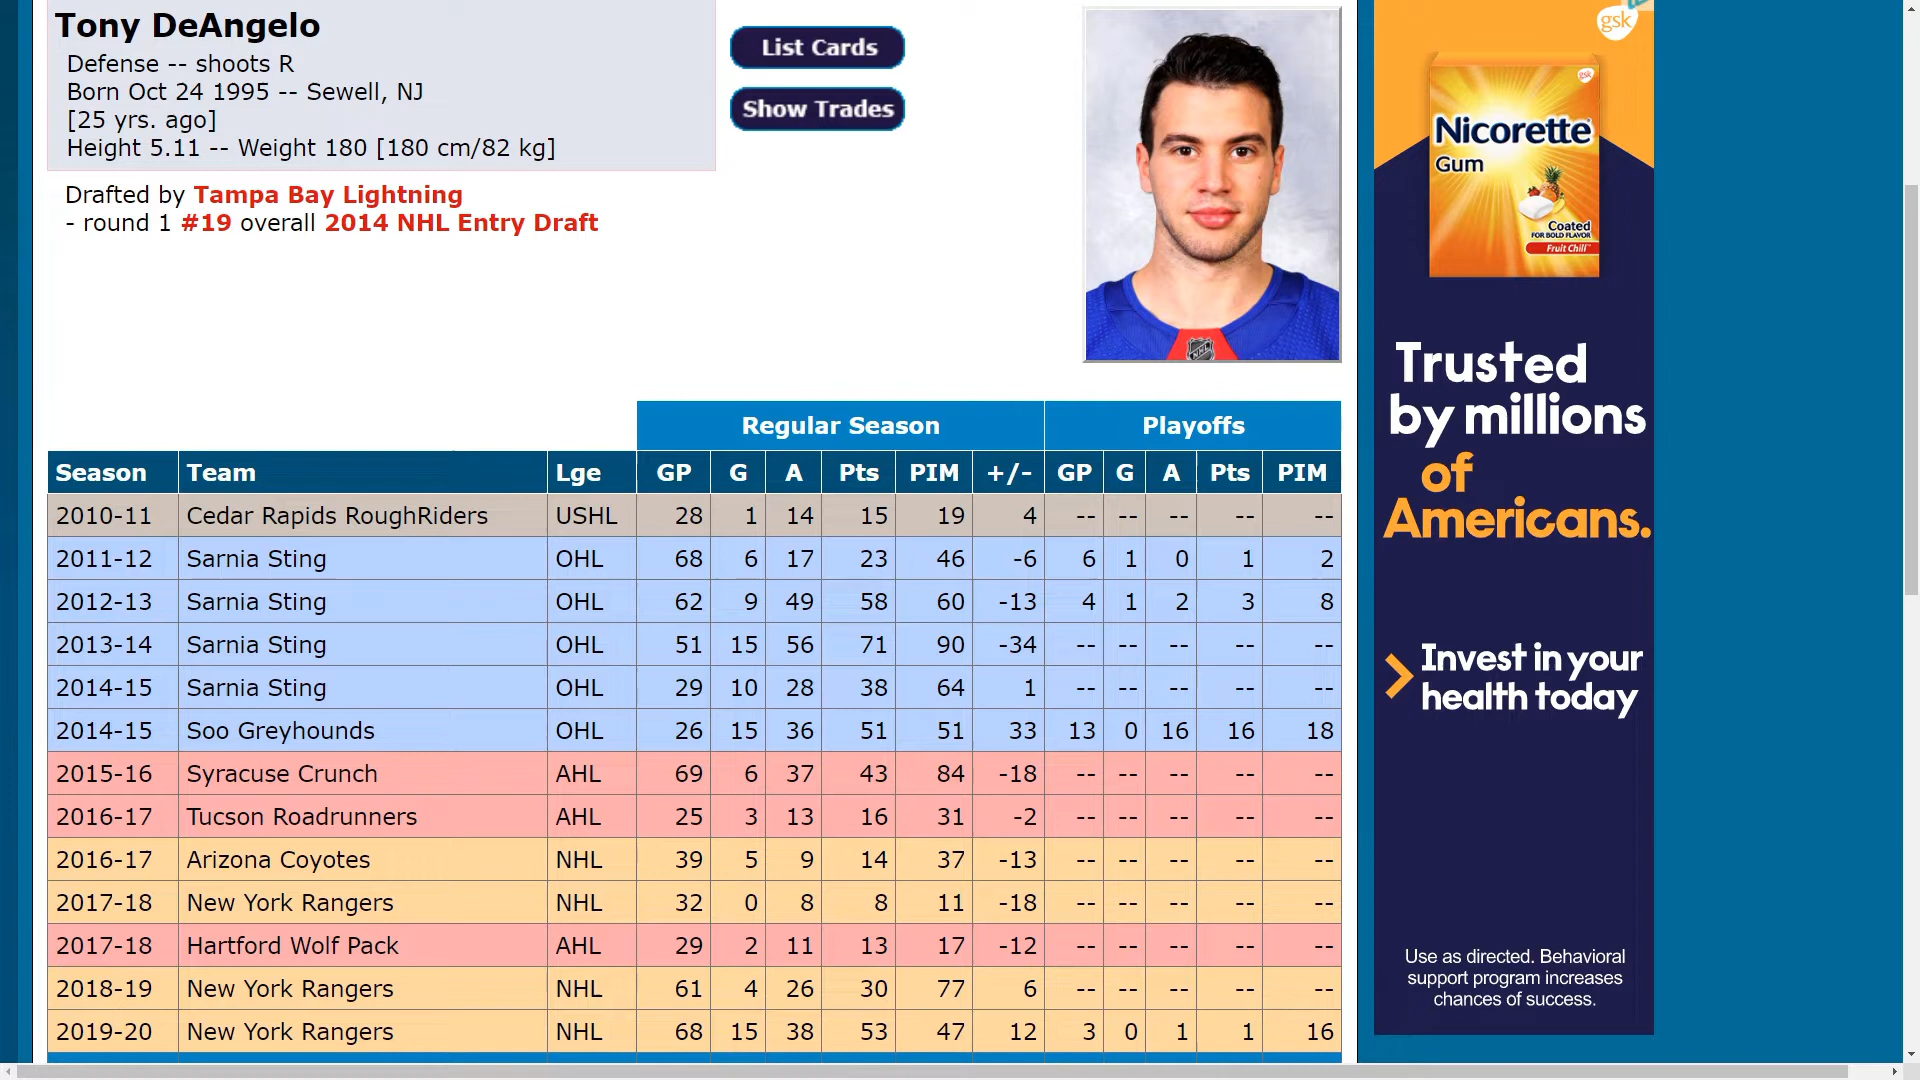 Tony DeAngelo
Defense -- shoots R
Born Oct 24 1995 -- Sewell, NJ
[25 yrs. ago]
Height 5.11 -- Weight 180 [180 cm/82 kg]
Drafted by Tampa Bay Lightning
- round 1 #19 overall 2014 NHL Entry Draft
List Cards
Show Trades
NHL
Regular Season Playoffs
Season Team Lge GP G A Pts PIM +/- GP G A Pts PIM
2010-11 Cedar Rapids RoughRiders USHL 28 1 14 15 19 4 -- -- -- -- --
2011-12 Sarnia Sting OHL 68 6 17 23 46 -6 6 1 0 1 2
2012-13 Sarnia Sting OHL 62 9 49 58 60 -13 4 1 2 3 8
2013-14 Sarnia Sting OHL 51 15 56 71 90 -34 -- -- -- -- --
2014-15 Sarnia Sting OHL 29 10 28 38 64 1 -- -- -- -- --
2014-15 Soo Greyhounds OHL 26 15 36 51 51 33 13 0 16 16 18
2015-16 Syracuse Crunch AHL 69 6 37 43 84 -18 -- -- -- -- --
2016-17 Tucson Roadrunners AHL 25 3 13 16 31 -2 -- -- -- -- --
2016-17 Arizona Coyotes NHL 39 5 9 14 37 -13 -- -- -- -- --
2017-18 New York Rangers NHL 32 0 8 8 11 -18 -- -- -- -- --
2017-18 Hartford Wolf Pack AHL 29 2 11 13 17 -12 -- -- -- -- --
2018-19 New York Rangers NHL 61 4 26 30 77 6 -- -- -- -- --
2019-20 New York Rangers NHL 68 15 38 53 47 12 3 0 1 1 16
gsk
gsk
Nicorette
Gum
Coated
FOR BOLD FLAVOR
Fruit Chill™
Trusted
by millions
of
Americans.
Invest in your
health today
Use as directed. Behavioral
support program increases
chances of success.